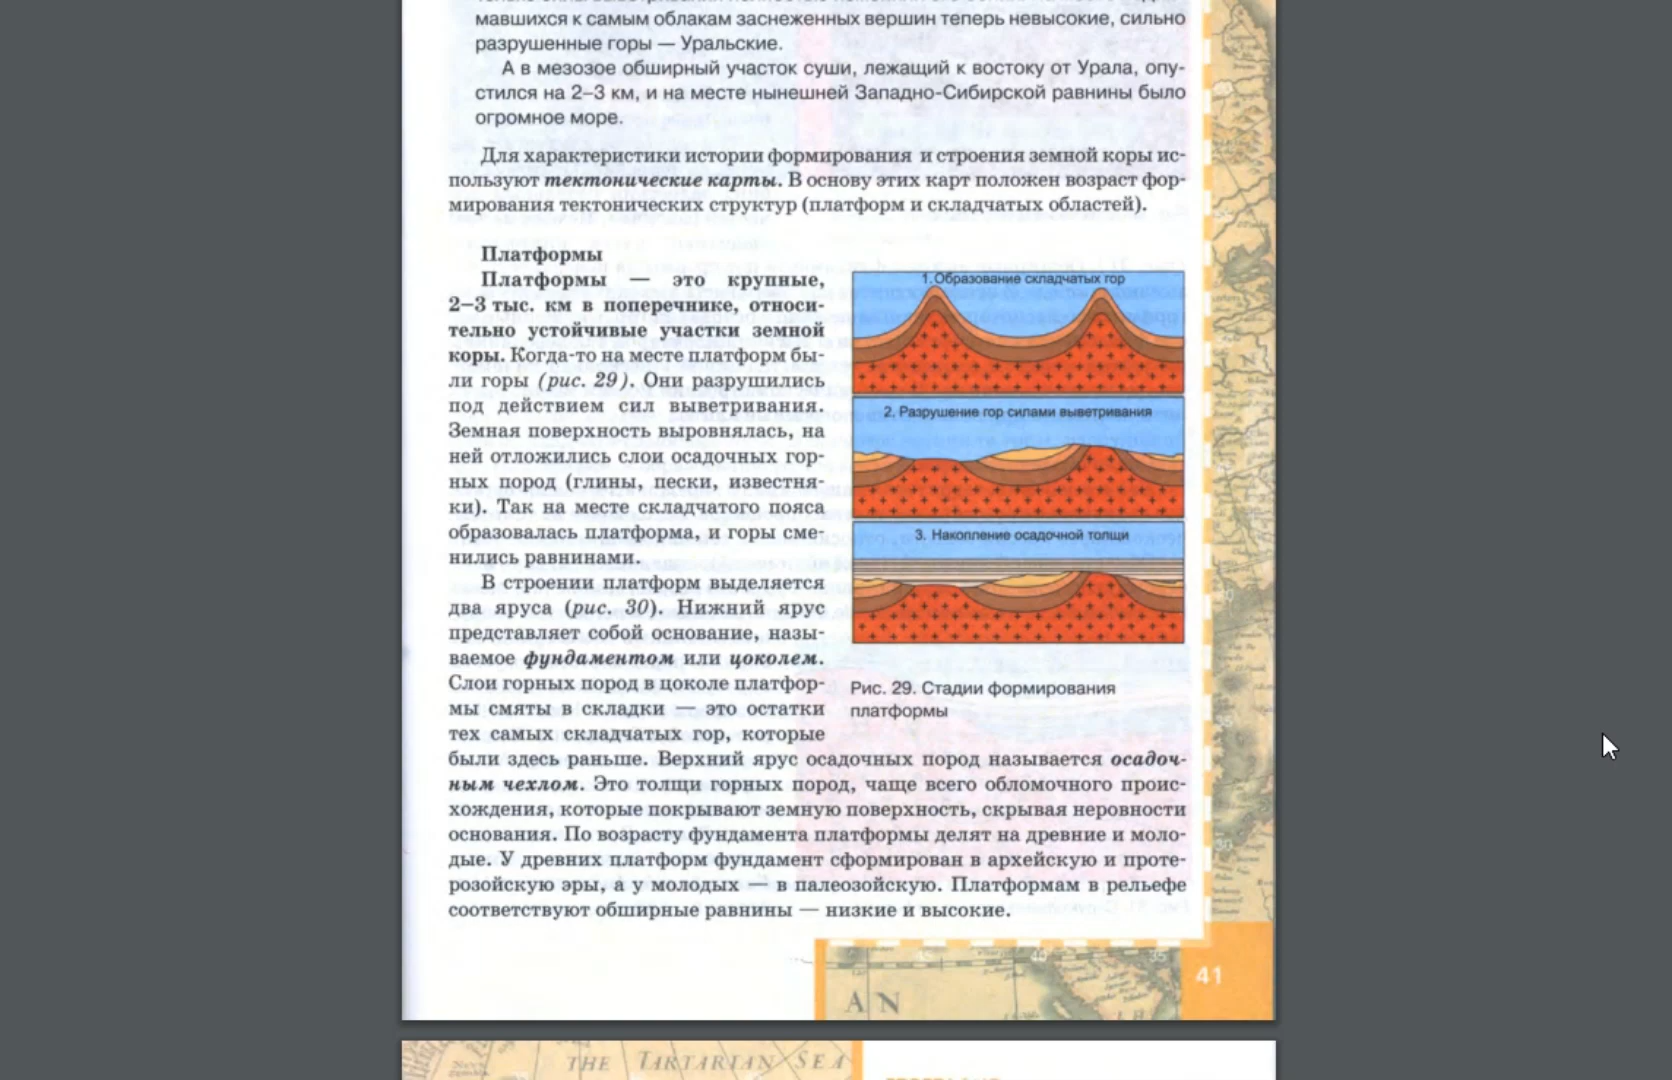 мавшихся к самым облакам заснеженных вершин теперь невысокие, сильно
разрушенные горы — Уральские.
А в мезозое обширный участок суши, лежащий к востоку от Урала, опу-
стился на 2–3 км, и на месте нынешней Западно-Сибирской равнины было
огромное море.
Для характеристики истории формирования и строения земной коры ис-
пользуют тектонические карты. В основу этих карт положен возраст фор-
мирования тектонических структур (платформ и складчатых областей).
Платформы
Платформы — это крупные,
2–3 тыс. км в поперечнике, относи-
тельно устойчивые участки земной
коры. Когда-то на месте платформ бы-
ли горы (рис. 29). Они разрушились
под действием сил выветривания.
Земная поверхность выровнялась, на
ней отложились слои осадочных гор-
ных пород (глины, пески, известня-
ки). Так на месте складчатого пояса
образовалась платформа, и горы сме-
нились равнинами.
В строении платформ выделяется
два яруса (рис. 30). Нижний ярус
представляет собой основание, назы-
ваемое фундаментом или цоколем.
Слои горных пород в цоколе платфор-
мы смяты в складки — это остатки
тех самых складчатых гор, которые
были здесь раньше. Верхний ярус осадочных пород называется осадоч-
ным чехлом. Это толщи горных пород, чаще всего обломочного проис-
хождения, которые покрывают земную поверхность, скрывая неровности
основания. По возрасту фундамента платформы делят на древние и моло-
дые. У древних платформ фундамент сформирован в архейскую и проте-
розойскую эры, а у молодых — в палеозойскую. Платформам в рельефе
соответствуют обширные равнины — низкие и высокие.
1. Образование складчатых гор
2. Разрушение гор силами выветривания
3. Накопление осадочной толщи
Рис. 29. Стадии формирования
платформы
40 35
A N
41
THE TARTARIAN SEA